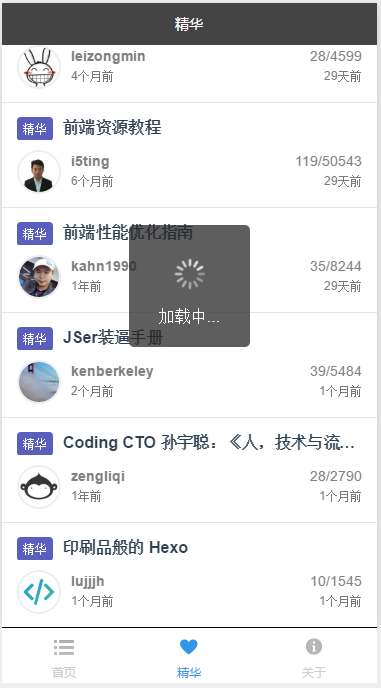 精华
leizongmin 28/4599
4个月前 29天前
精华 前端资源教程
i5ting 119/50543
6个月前 29天前
精华 前端性能优化指南
kahn1990 35/8244
1年前 29天前
加载中...
精华 JSer装逼手册
kenberkeley 39/5484
2个月前 1个月前
精华 Coding CTO 孙宇聪：《人，技术与流...
zengliqi 28/2790
1年前 1个月前
精华 印刷品般的 Hexo
lujjjh 10/1545
1个月前 1个月前
首页 精华 关于